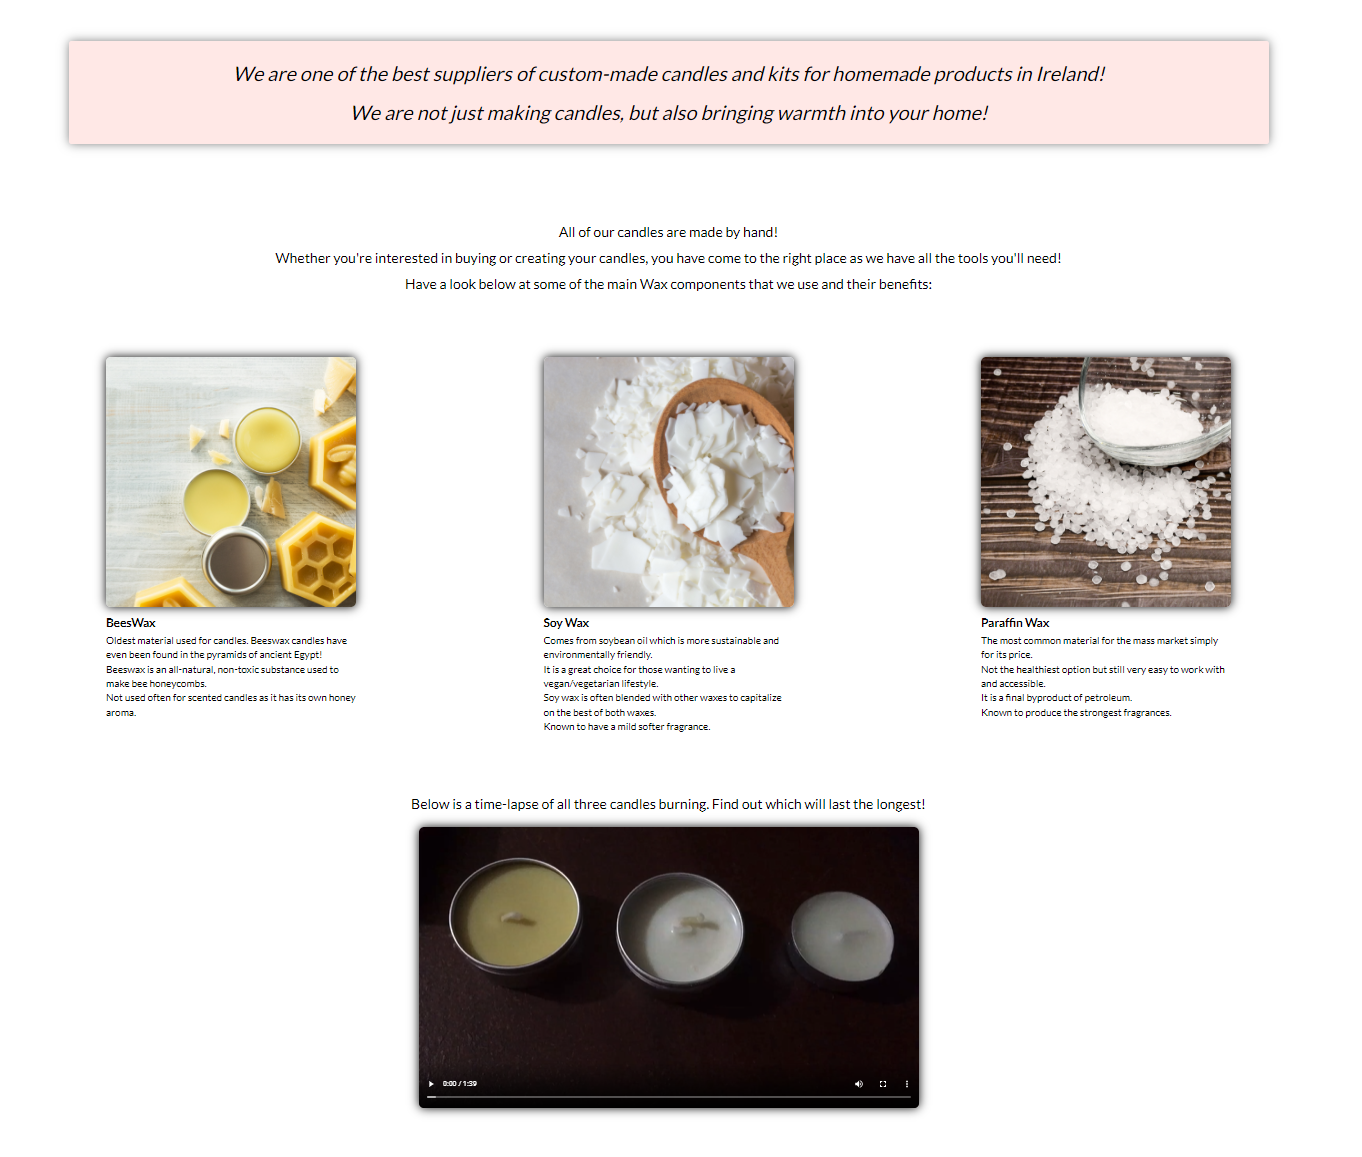 We are one of the best suppliers of custom-made candles and kits for homemade products in Ireland!
We are not just making candles, but also bringing warmth into your home!
All of our candles are made by hand!
Whether you're interested in buying or creating your candles, you have come to the right place as we have all the tools you'll need!
Have a look below at some of the main Wax components that we use and their benefits:
BeesWax
Oldest material used for candles. Beeswax candles have
even been found in the pyramids of ancient Egypt!
Beeswax is an all-natural, non-toxic substance used to
make bee honeycombs.
Not used often for scented candles as it has its own honey
aroma.
Soy Wax
Comes from soybean oil which is more sustainable and
environmentally friendly.
It is a great choice for those wanting to live a
vegan/vegetarian lifestyle.
Soy wax is often blended with other waxes to capitalize
on the best of both waxes.
Known to have a mild softer fragrance.
Paraffin Wax
The most common material for the mass market simply
for its price.
Not the healthiest option but still very easy to work with
and accessible.
It is a final byproduct of petroleum.
Known to produce the strongest fragrances.
Below is a time-lapse of all three candles burning. Find out which will last the longest!
0:00 / 1:39